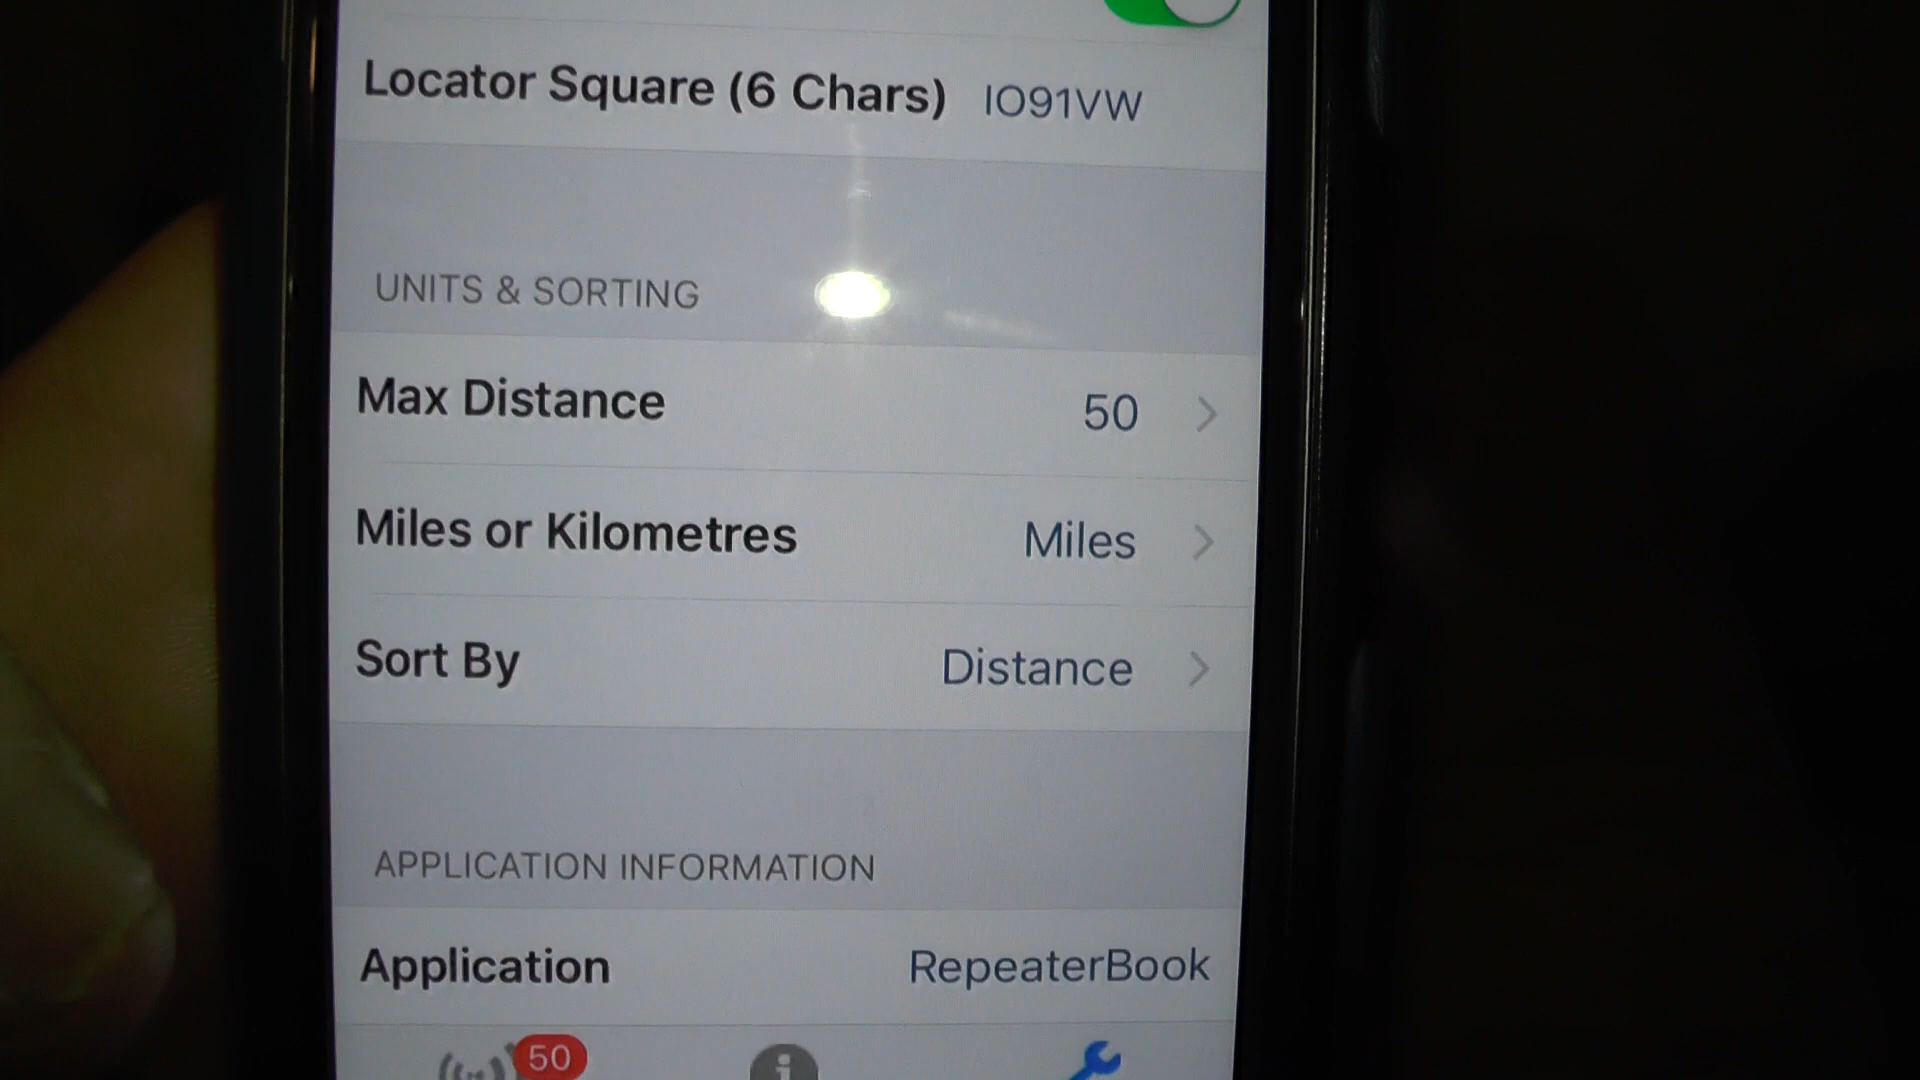 Locator Square (6 Chars) IO91VW
UNITS & SORTING
Max Distance 50
Miles or Kilometres Miles
Sort By Distance
APPLICATION INFORMATION
Application RepeaterBook
50